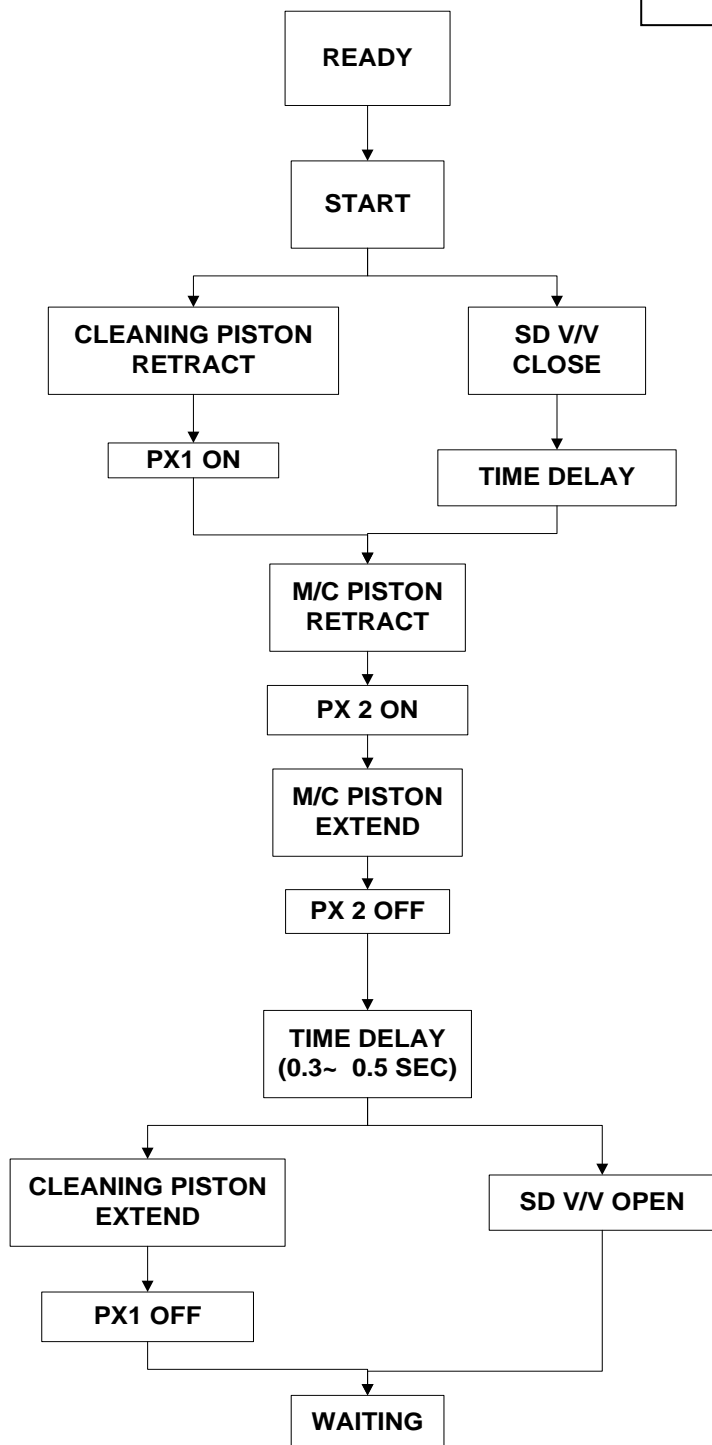 READY
START
CLEANING PISTON
RETRACT
SD V/V
CLOSE
PX1 ON
TIME DELAY
M/C PISTON
RETRACT
PX 2 ON
M/C PISTON
EXTEND
PX 2 OFF
TIME DELAY
(0.3~ 0.5 SEC)
CLEANING PISTON
EXTEND
SD V/V OPEN
PX1 OFF
WAITING